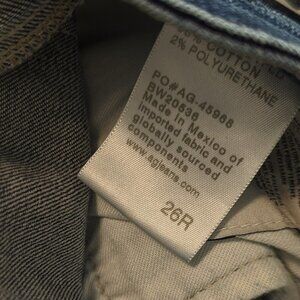 COTTON
2% POLYURETHANE
PO#AG-45968
BW20636
Made in Mexico of
Imported fabric and
globally sourced
components
www.agjeans.com
26R